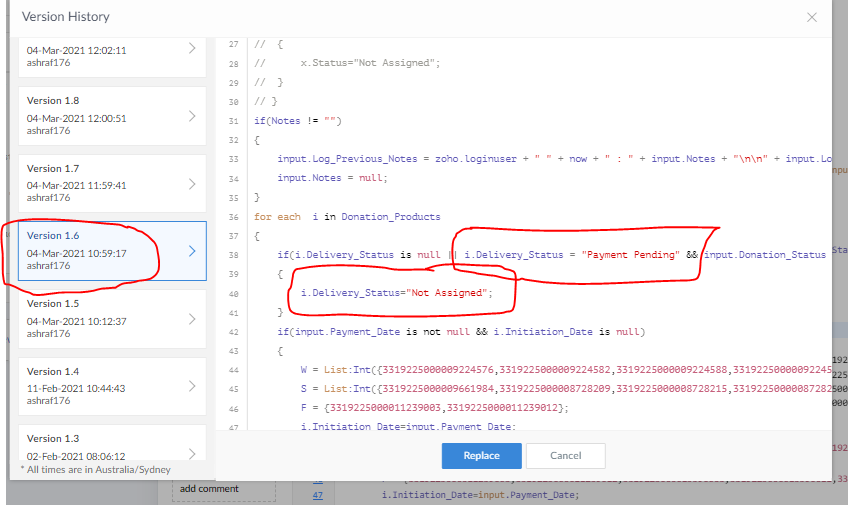 Version History
04-Mar-2021 12:02:11
ashraf176
Version 1.8
04-Mar-2021 12:00:51
ashraf176
Version 1.7
04-Mar-2021 11:59:41
ashraf176
Version 1.6
04-Mar-2021 10:59:17
ashraf176
Version 1.5
04-Mar-2021 10:12:37
ashraf176
Version 1.4
11-Feb-2021 10:44:43
ashraf176
Version 1.3
02-Feb-2021 08:06:12
* All times are in Australia/Sydney
27 // {
28 // x.Status="Not Assigned";
29 // }
30 // }
31 if(Notes != "")
32 {
33 input.Log_Previous_Notes = zoho.loginuser + " " + now + " : " + input.Notes + "\n\n" + input.Lo
34 input.Notes = null;
35 }
36 for each i in Donation_Products
37 {
38 if(i.Delivery_Status is null || i.Delivery_Status = "Payment Pending" && input.Donation_Status
39 {
40 i.Delivery_Status="Not Assigned";
41 }
42 if(input.Payment_Date is not null && i.Initiation_Date is null)
43 {
44 W = List:Int({3319225000009224576,3319225000009224582,3319225000009224588,33192250000092245
45 S = List:Int({3319225000009661984,3319225000008728209,3319225000008728215,33192250000087282
46 F = {3319225000011239003,3319225000011239012};
47 i.Initiation_Date=input.Payment_Date;
Replace
Cancel
add comment
47 i.Initiation_Date=input.Payment_Date;